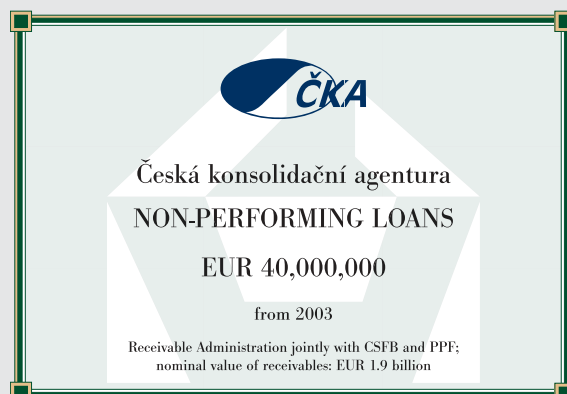 ČKA
Česká konsolidační agentura
NON-PERFORMING LOANS
EUR 40,000,000
from 2003
Receivable Administration jointly with CSFB and PPF;
nominal value of receivables: EUR 1.9 billion